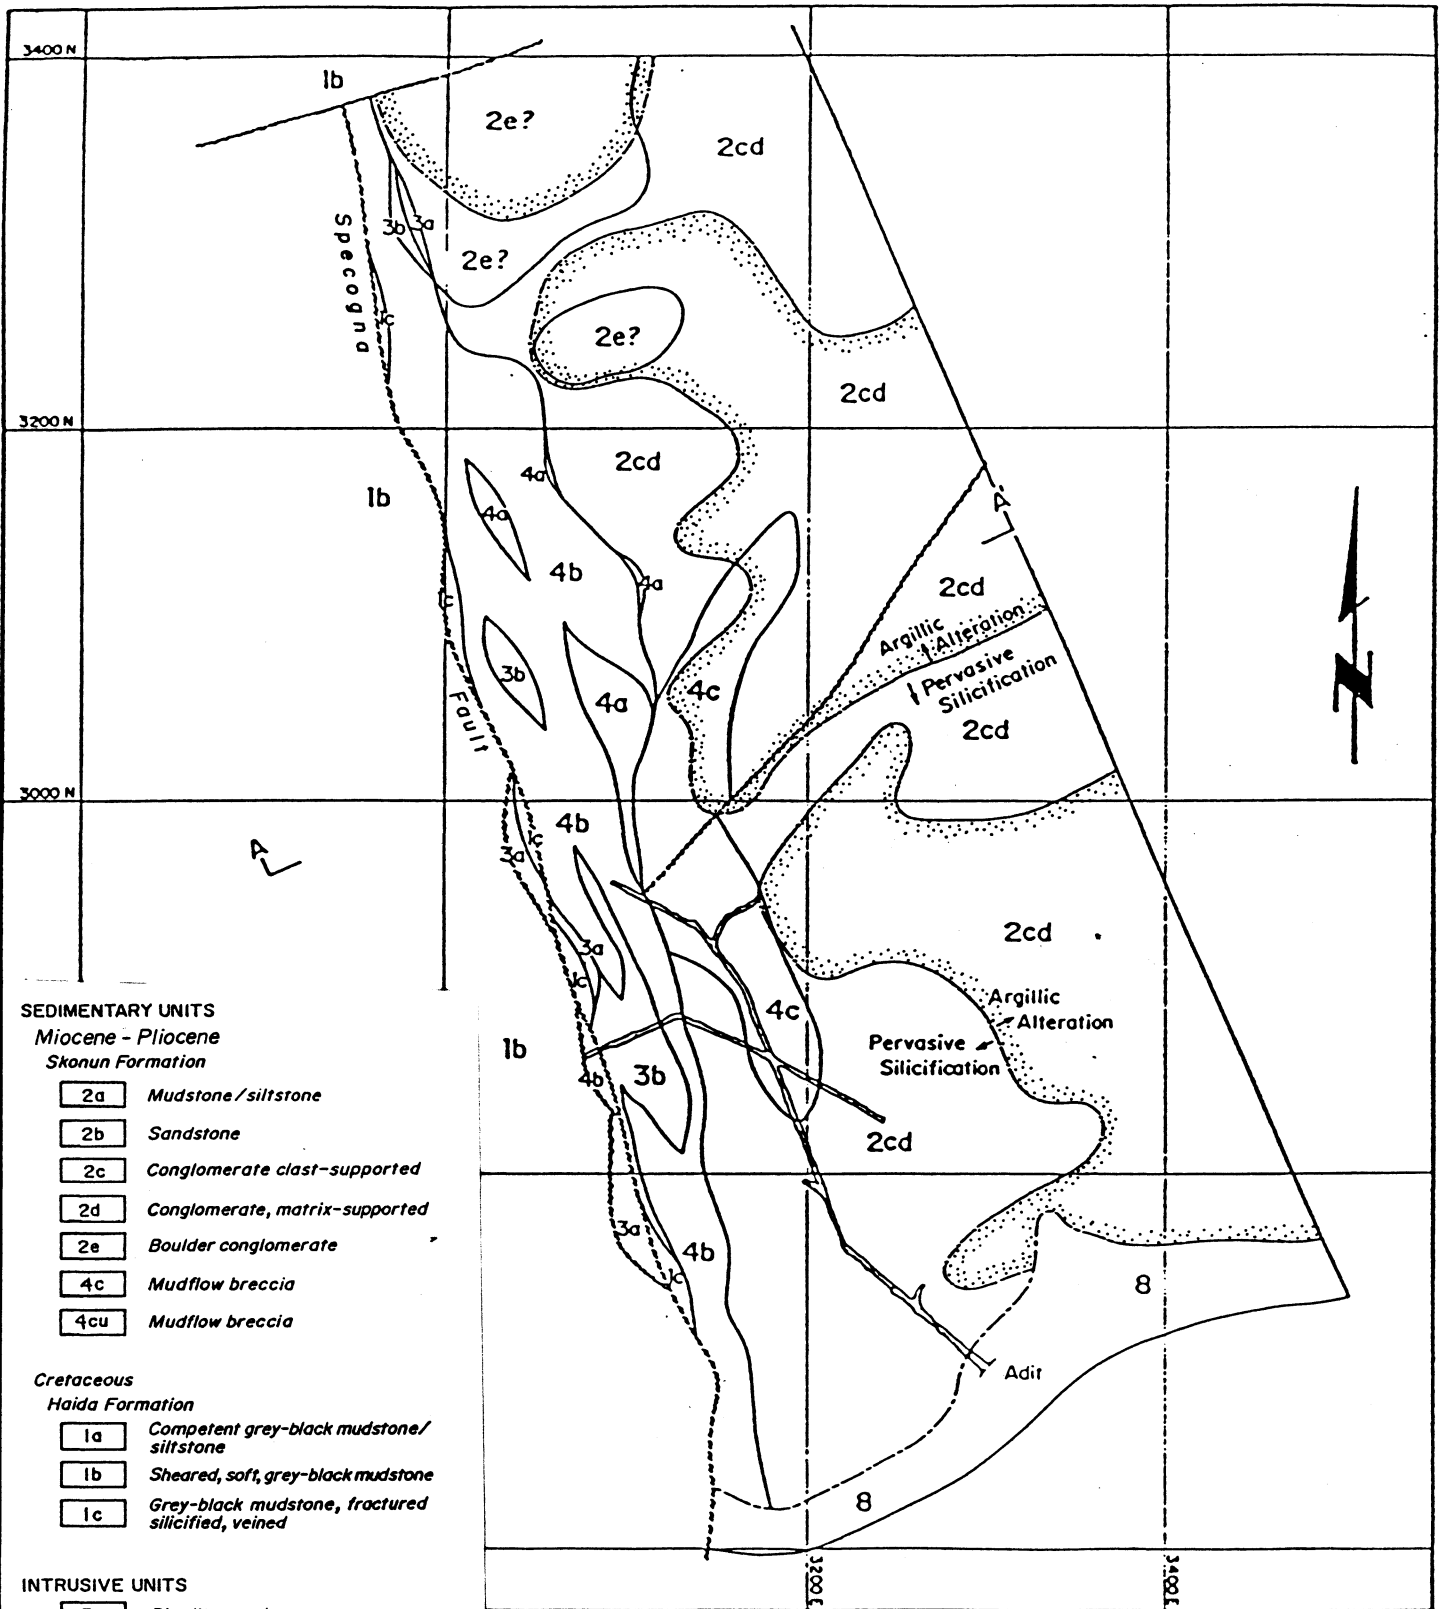 3400 N
1b
2e?
2cd
3b
3a
2e?
Specogna
1c
2e?
2cd
3200 N
4a
2cd
1b
4a
A'
4b
4a
2cd
1c
Argillic
Alteration
3b
Pervasive
Silicification
4a
4c
2cd
Fault
3000 N
4b
1c
A
3a
2cd
3a
1c
Argillic
Alteration
4c
Pervasive
Silicification
1b
4b
3b
2cd
3a
4b
1c
8
Adit
8
3200 E
3400 E
SEDIMENTARY UNITS
Miocene - Pliocene
Skonun Formation
2a Mudstone/siltstone
2b Sandstone
2c Conglomerate clast-supported
2d Conglomerate, matrix-supported
2e Boulder conglomerate
4c Mudflow breccia
4cu Mudflow breccia
Cretaceous
Haida Formation
1a Competent grey-black mudstone/
siltstone
1b Sheared, soft, grey-black mudstone
1c Grey-black mudstone, fractured
silicified, veined
INTRUSIVE UNITS
N